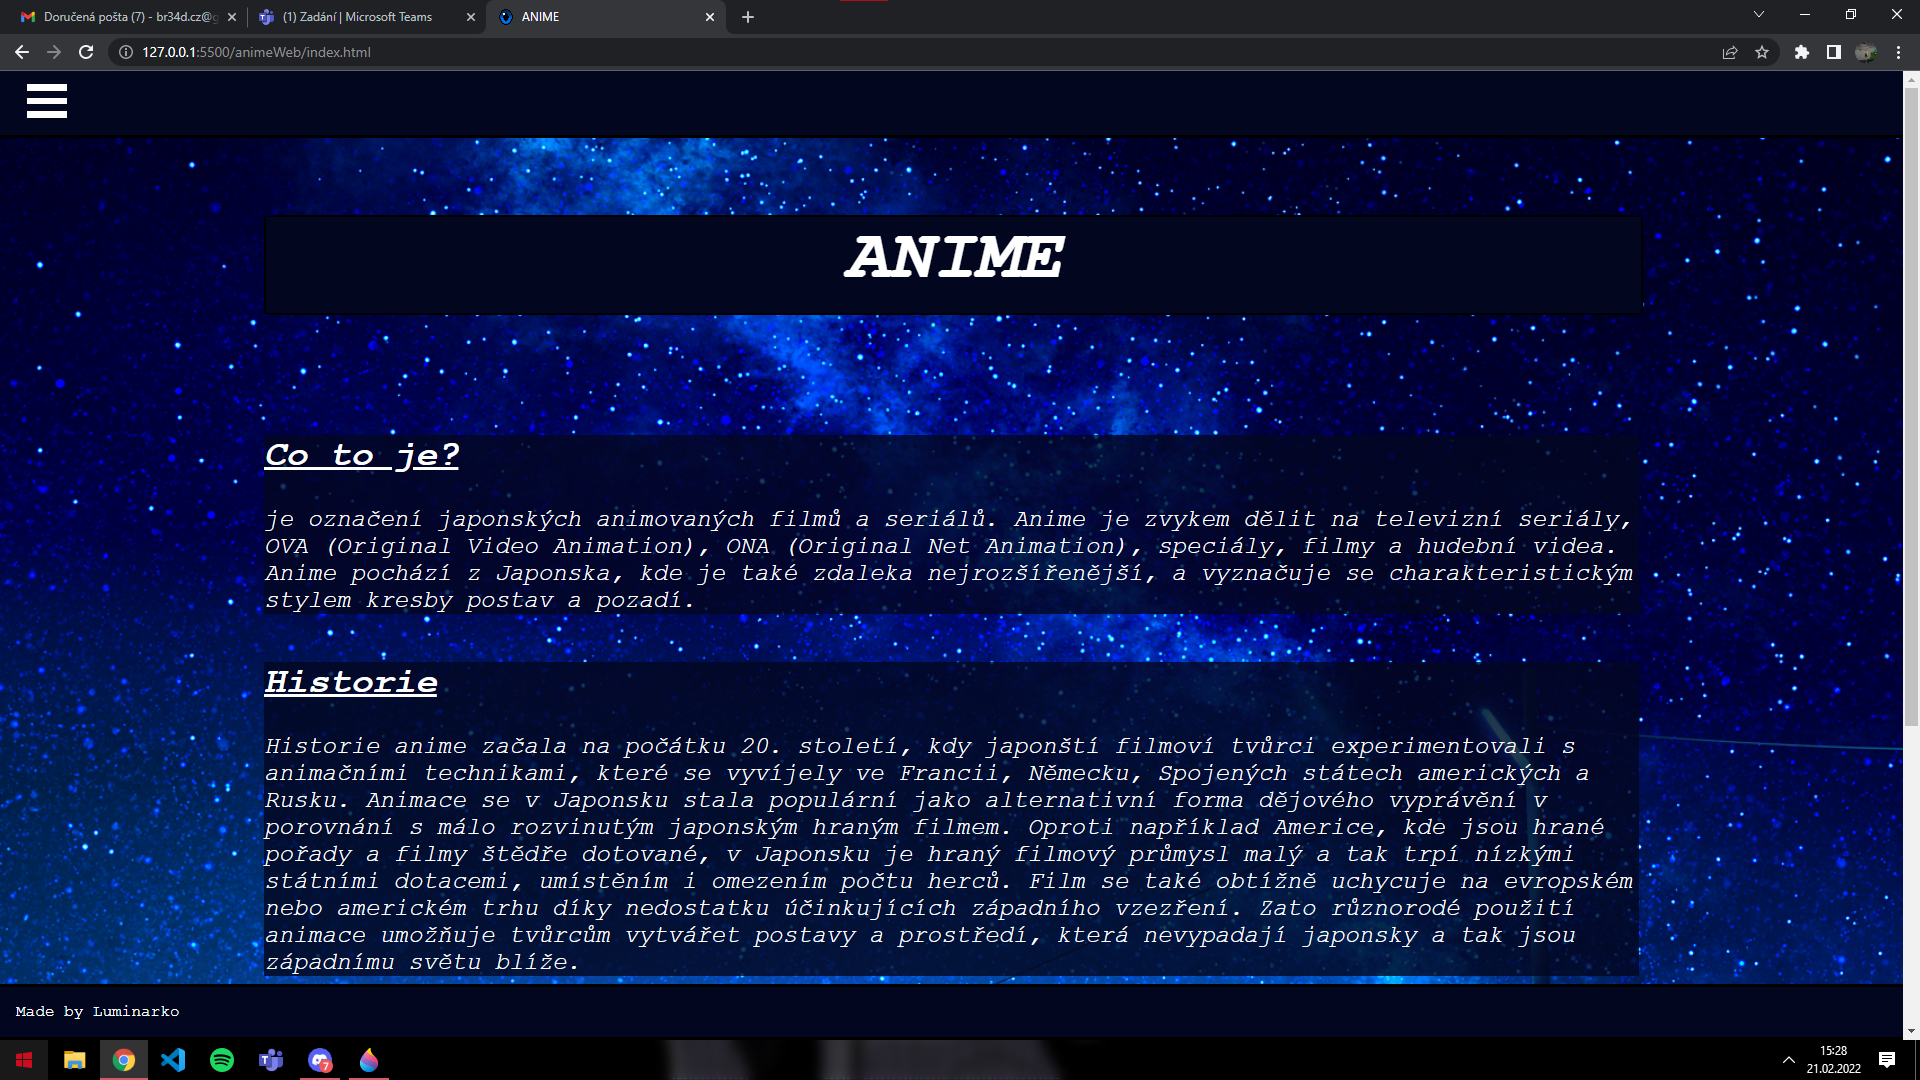 Doručená pošta (7) - br34d.cz@g
(1) Zadání | Microsoft Teams
ANIME
127.0.0.1:5500/animeWeb/index.html
ANIME
Co to je?
je označení japonských animovaných filmů a seriálů. Anime je zvykem dělit na televizní seriály,
OVA (Original Video Animation), ONA (Original Net Animation), speciály, filmy a hudební videa.
Anime pochází z Japonska, kde je také zdaleka nejrozšířenější, a vyznačuje se charakteristickým
stylem kresby postav a pozadí.
Historie
Historie anime začala na počátku 20. století, kdy japonští filmoví tvůrci experimentovali s
animačními technikami, které se vyvíjely ve Francii, Německu, Spojených státech amerických a
Rusku. Animace se v Japonsku stala populární jako alternativní forma dějového vyprávění v
porovnání s málo rozvinutým japonským hraným filmem. Oproti například Americe, kde jsou hrané
pořady a filmy štědře dotované, v Japonsku je hraný filmový průmysl malý a tak trpí nízkými
státními dotacemi, umístěním i omezením počtu herců. Film se také obtížně uchycuje na evropském
nebo americkém trhu díky nedostatku účinkujících západního vzezření. Zato různorodé použití
animace umožňuje tvůrcům vytvářet postavy a prostředí, která nevypadají japonsky a tak jsou
západnímu světu blíže.
Made by Luminarko
7
15:28
21.02.2022